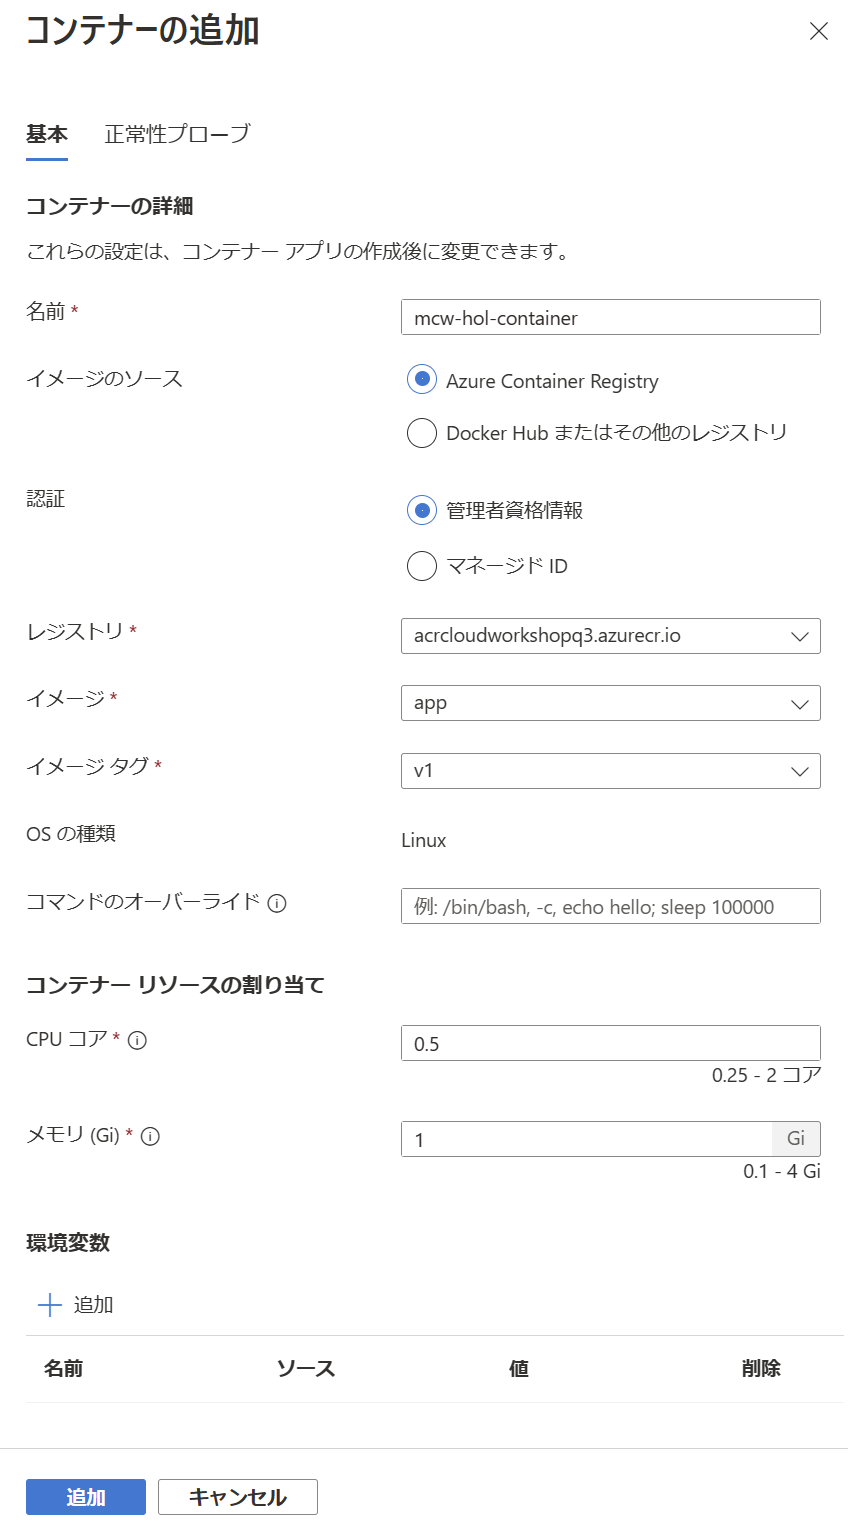 コンテナーの追加
基本 正常性プローブ
コンテナーの詳細
これらの設定は、コンテナー アプリの作成後に変更できます。
名前 * mcw-hol-container
イメージのソース Azure Container Registry
Docker Hub またはその他のレジストリ
認証 管理者資格情報
マネージド ID
レジストリ * acrcloudworkshopq3.azurecr.io
イメージ * app
イメージ タグ * v1
OS の種類 Linux
コマンドのオーバーライド 例: /bin/bash, -c, echo hello; sleep 100000
コンテナー リソースの割り当て
CPU コア * 0.5
0.25 - 2 コア
メモリ (Gi) * 1 Gi
0.1 - 4 Gi
環境変数
追加
名前 ソース 値 削除
追加 キャンセル